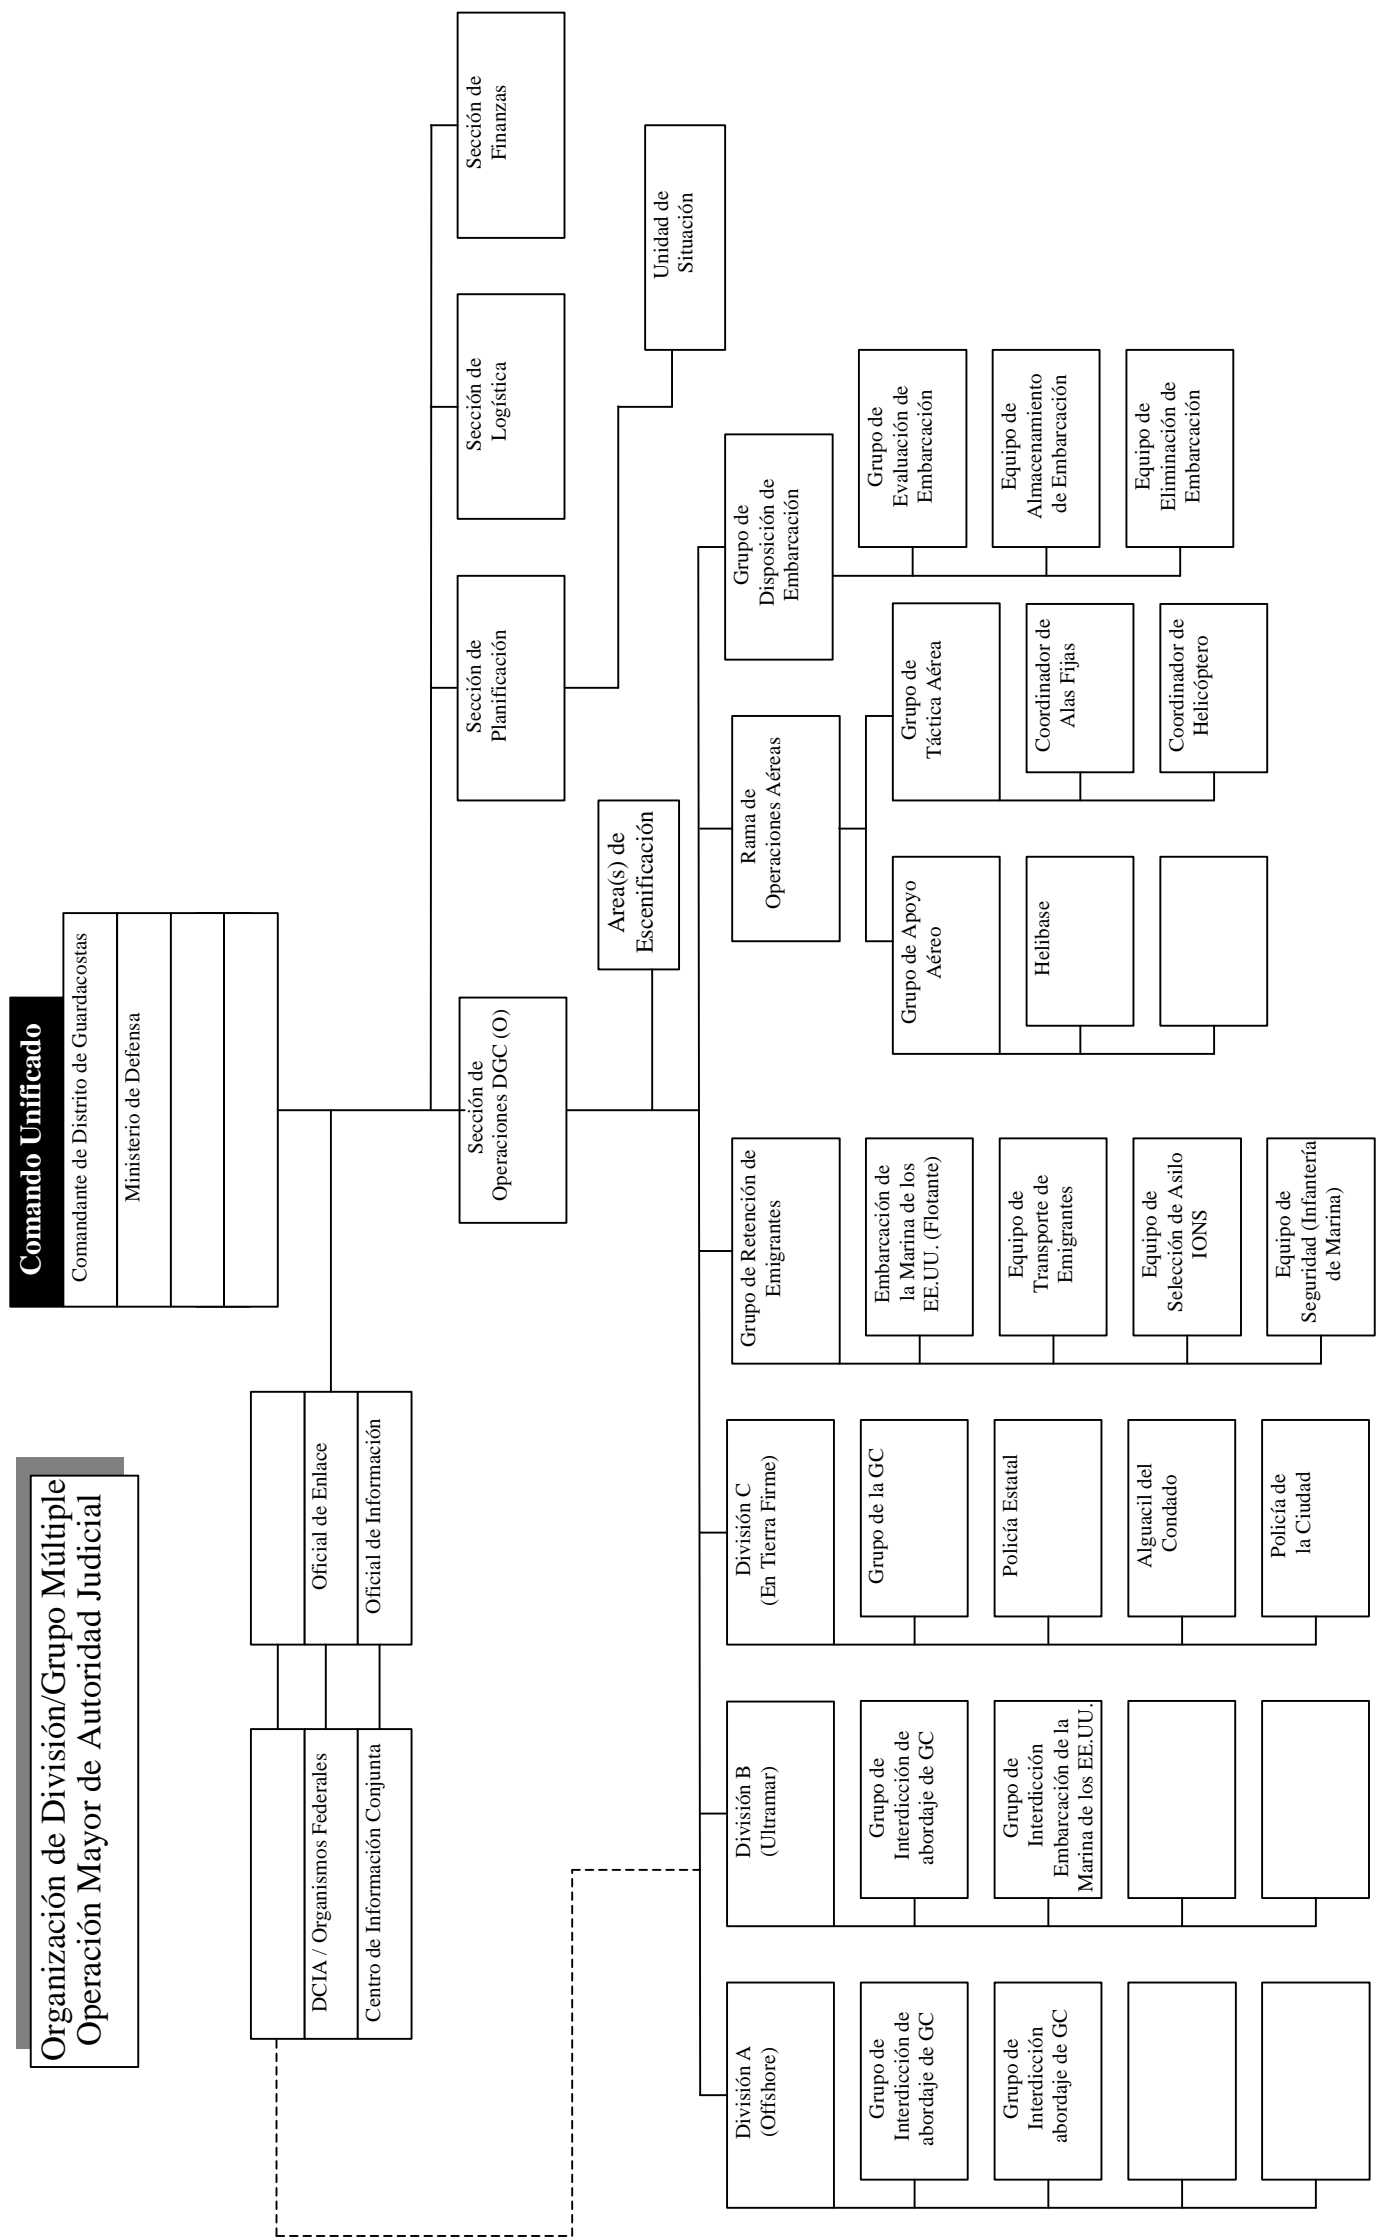 Organización de División/Grupo Múltiple
Operación Mayor de Autoridad Judicial
Comando Unificado
Comandante de Distrito de Guardacostas
Ministerio de Defensa
DCIA / Organismos Federales
Centro de Información Conjunta
Oficial de Enlace
Oficial de Información
Sección de
Operaciones DGC (O)
Sección de
Planificación
Sección de
Logística
Sección de
Finanzas
Area(s) de
Escenificación
Unidad de
Situación
División A
(Offshore)
Grupo de
Interdicción de
abordaje de GC
Grupo de
Interdicción
abordaje de GC
División B
(Ultramar)
Grupo de
Interdicción de
abordaje de GC
Grupo de
Interdicción
Embarcación de la
Marina de los EE.UU.
División C
(En Tierra Firme)
Grupo de la GC
Policía Estatal
Alguacil del
Condado
Policía de
la Ciudad
Grupo de Retención de
Emigrantes
Embarcación de
la Marina de los
EE.UU. (Flotante)
Equipo de
Transporte de
Emigrantes
Equipo de
Selección de Asilo
IONS
Equipo de
Seguridad (Infantería
de Marina)
Rama de
Operaciones Aéreas
Grupo de Apoyo
Aéreo
Helibase
Grupo de
Táctica Aérea
Coordinador de
Alas Fijas
Coordinador de
Helicóptero
Grupo de
Disposición de
Embarcación
Grupo de
Evaluación de
Embarcación
Equipo de
Almacenamiento
de Embarcación
Equipo de
Eliminación de
Embarcación